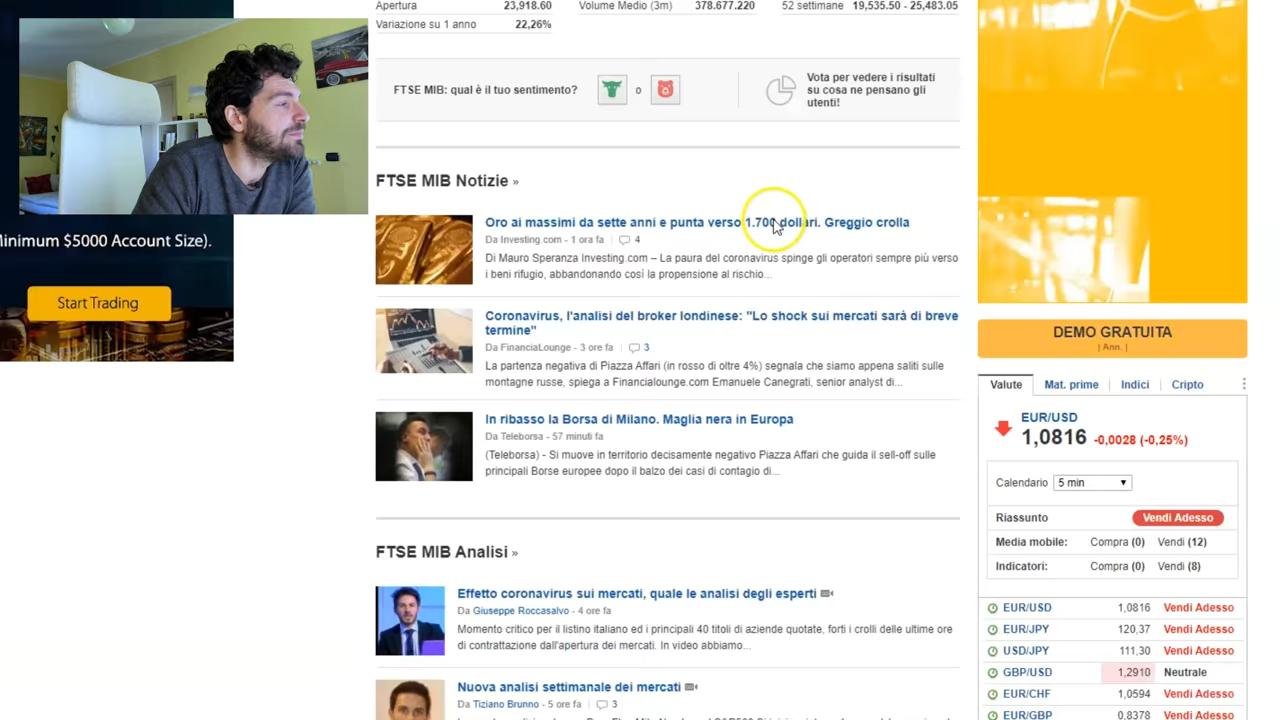 Apertura 23,918.60 Volume Medio (3m) 378.677.220 52 settimane 19,535.50 - 25,483.05
Variazione su 1 anno 22,26%
FTSE MIB: qual è il tuo sentimento? o
Vota per vedere i risultati
su cosa ne pensano gli
utenti!
FTSE MIB Notizie »
Oro ai massimi da sette anni e punta verso 1.700 dollari. Greggio crolla
Da Investing.com - 1 ora fa 4
Di Mauro Speranza Investing.com – La paura del coronavirus spinge gli operatori sempre più verso
i beni rifugio, abbandonando così la propensione al rischio...
Coronavirus, l'analisi del broker londinese: "Lo shock sui mercati sarà di breve
termine"
Da FinanciaLounge - 3 ore fa 3
La partenza negativa di Piazza Affari (in rosso di oltre 4%) segnala che siamo appena saliti sulle
montagne russe, spiega a Financialounge.com Emanuele Canegrati, senior analyst di...
In ribasso la Borsa di Milano. Maglia nera in Europa
Da Teleborsa - 57 minuti fa
(Teleborsa) - Si muove in territorio decisamente negativo Piazza Affari che guida il sell-off sulle
principali Borse europee dopo il balzo dei casi di contagio di...
FTSE MIB Analisi »
Effetto coronavirus sui mercati, quale le analisi degli esperti
Da Giuseppe Roccasalvo - 4 ore fa
Momento critico per il listino italiano ed i principali 40 titoli di aziende quotate, forti i crolli delle ultime ore
di contrattazione dall'apertura dei mercati. In video abbiamo...
Nuova analisi settimanale dei mercati
Da Tiziano Brunno - 5 ore fa 3
Minimum $5000 Account Size).
Start Trading
DEMO GRATUITA
| Ann. |
Valute Mat. prime Indici Cripto
EUR/USD
1,0816 -0,0028 (-0,25%)
Calendario 5 min
Riassunto Vendi Adesso
Media mobile: Compra (0) Vendi (12)
Indicatori: Compra (0) Vendi (8)
EUR/USD 1,0816 Vendi Adesso
EUR/JPY 120,37 Vendi Adesso
USD/JPY 111,30 Vendi Adesso
GBP/USD 1,2910 Neutrale
EUR/CHF 1,0594 Vendi Adesso
EUR/GBP 0,8378 Vendi Adesso